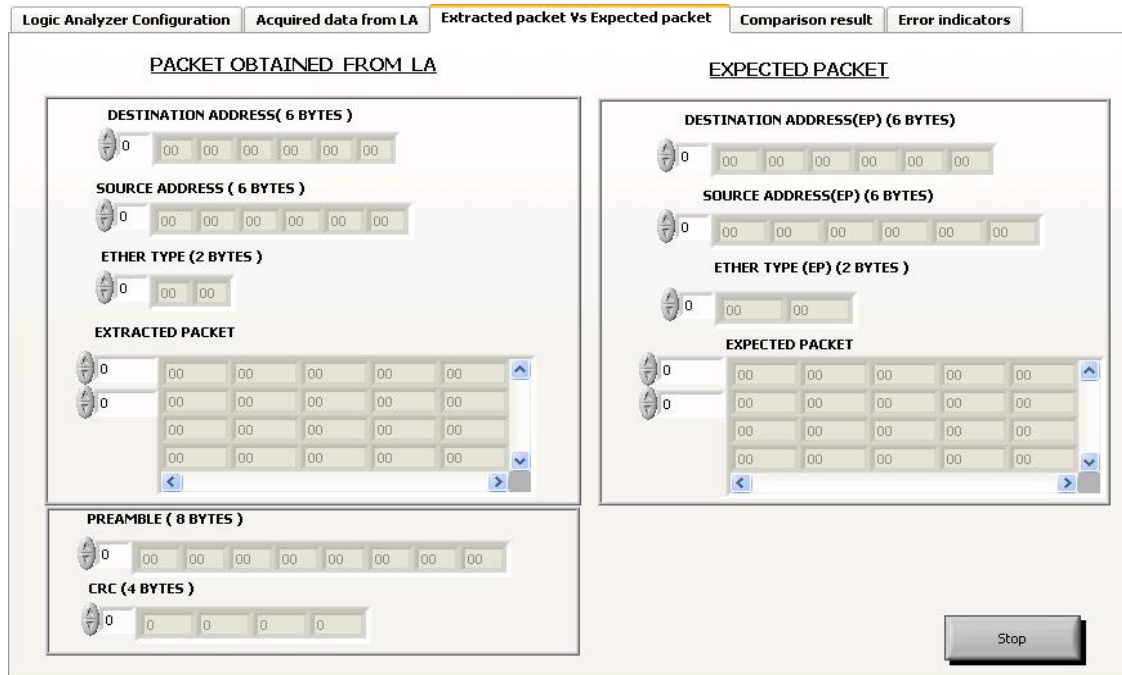 Logic Analyzer Configuration
Acquired data from LA
Extracted packet Vs Expected packet
Comparison result
Error indicators
PACKET OBTAINED FROM LA
DESTINATION ADDRESS( 6 BYTES )
0 00 00 00 00 00 00
SOURCE ADDRESS ( 6 BYTES )
0 00 00 00 00 00 00
ETHER TYPE (2 BYTES )
0 00 00
EXTRACTED PACKET
0 00 00 00 00 00
0 00 00 00 00 00
00 00 00 00 00
00 00 00 00 00
PREAMBLE ( 8 BYTES )
0 00 00 00 00 00 00 00 00
CRC (4 BYTES )
0 0 0 0 0
EXPECTED PACKET
DESTINATION ADDRESS(EP) (6 BYTES)
0 00 00 00 00 00 00
SOURCE ADDRESS(EP) (6 BYTES)
0 00 00 00 00 00 00
ETHER TYPE (EP) (2 BYTES )
0 00 00
EXPECTED PACKET
0 00 00 00 00 00
0 00 00 00 00 00
00 00 00 00 00
00 00 00 00 00
Stop